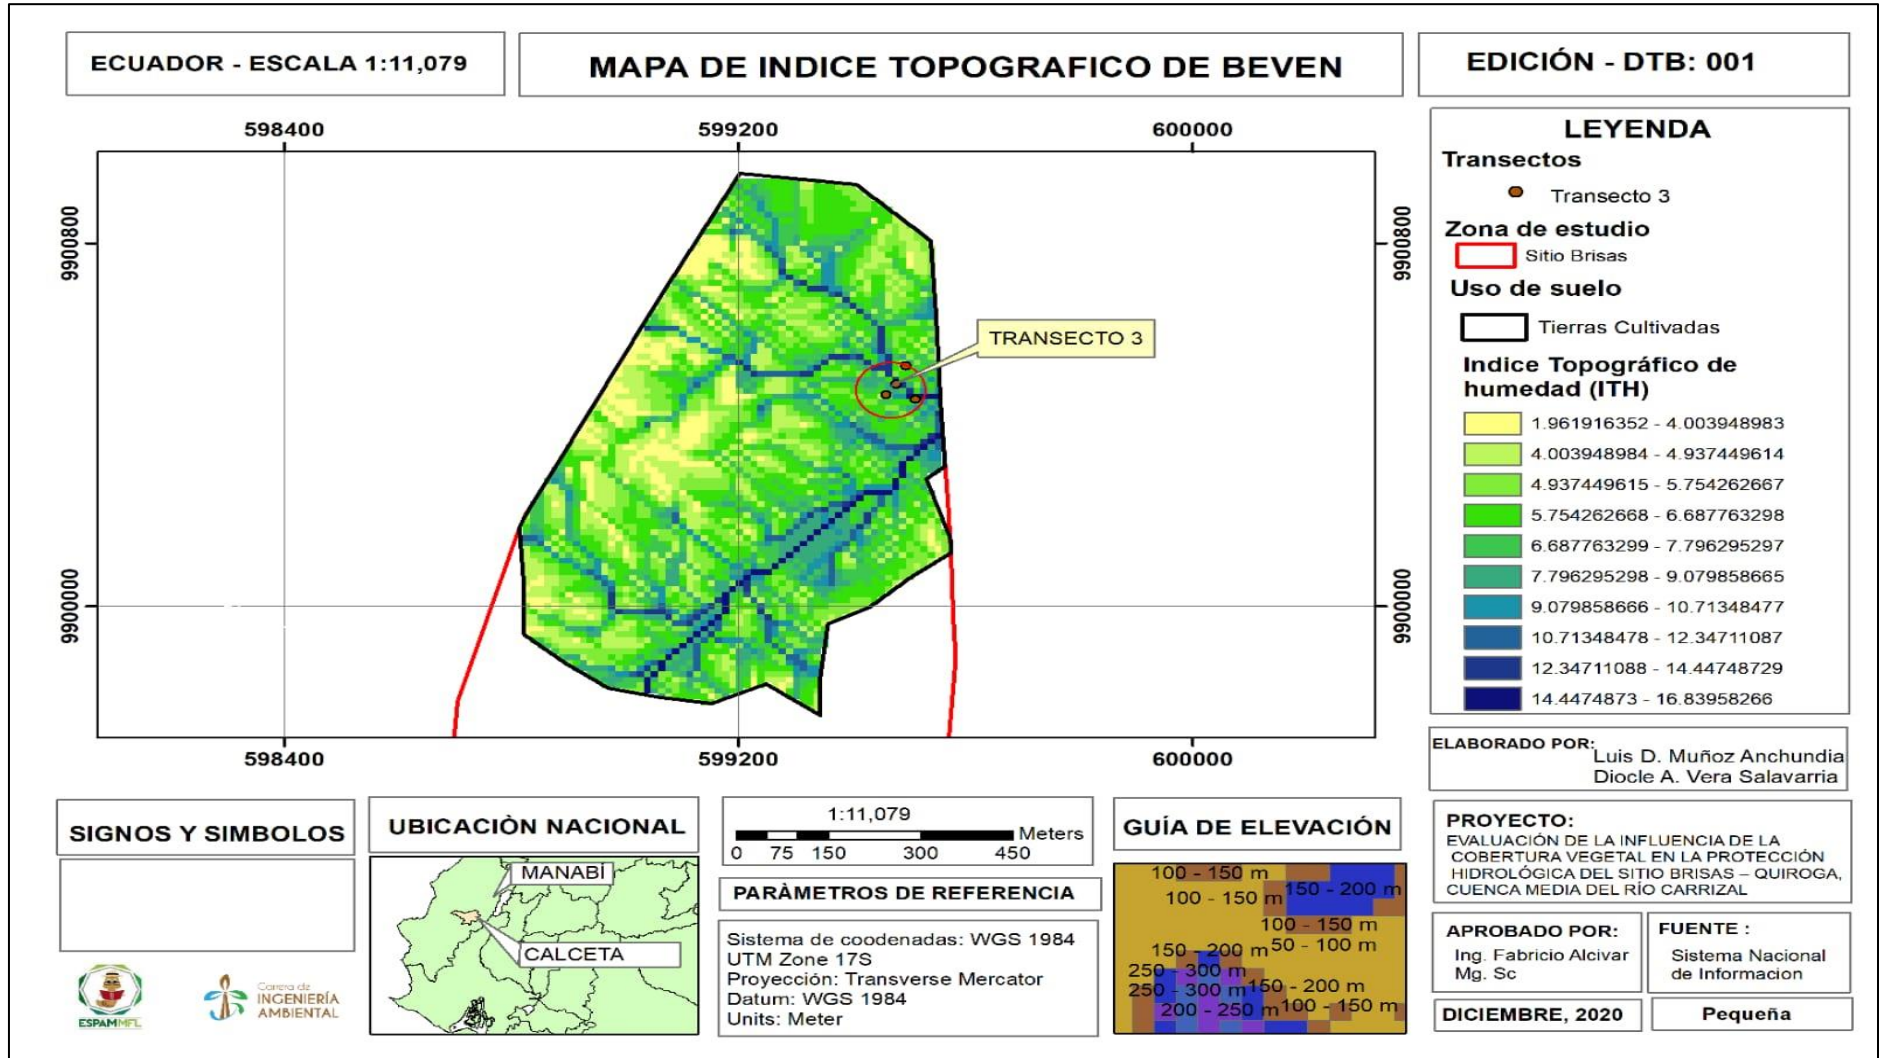 ECUADOR - ESCALA 1:11,079
MAPA DE INDICE TOPOGRAFICO DE BEVEN
EDICIÓN - DTB: 001
598400
599200
600000
9900800
9900800
9900000
9900000
TRANSECTO 3
598400
599200
600000
LEYENDA
Transectos
Transecto 3
Zona de estudio
Sitio Brisas
Uso de suelo
Tierras Cultivadas
Indice Topográfico de
humedad (ITH)
1.961916352 - 4.003948983
4.003948984 - 4.937449614
4.937449615 - 5.754262667
5.754262668 - 6.687763298
6.687763299 - 7.796295297
7.796295298 - 9.079858665
9.079858666 - 10.71348477
10.71348478 - 12.34711087
12.34711088 - 14.44748729
14.4474873 - 16.83958266
ELABORADO POR:
Luis D. Muñoz Anchundia
Diocle A. Vera Salavarria
SIGNOS Y SIMBOLOS
ESPAMMFL
Carrera de
INGENIERÍA
AMBIENTAL
UBICACIÒN NACIONAL
MANABÍ
CALCETA
1:11,079
Meters
0 75 150 300 450
PARÀMETROS DE REFERENCIA
Sistema de coodenadas: WGS 1984
UTM Zone 17S
Proyección: Transverse Mercator
Datum: WGS 1984
Units: Meter
GUÍA DE ELEVACIÓN
100 - 150 m
150 - 200 m
100 - 150 m
100 - 150 m
50 - 100 m
150 - 200 m
250 - 300 m
150 - 200 m
250 - 300 m
100 - 150 m
200 - 250 m
PROYECTO:
EVALUACIÓN DE LA INFLUENCIA DE LA
COBERTURA VEGETAL EN LA PROTECCIÓN
HIDROLÓGICA DEL SITIO BRISAS – QUIROGA,
CUENCA MEDIA DEL RÍO CARRIZAL
APROBADO POR:
Ing. Fabricio Alcivar
Mg. Sc
FUENTE :
Sistema Nacional
de Informacion
DICIEMBRE, 2020
Pequeña